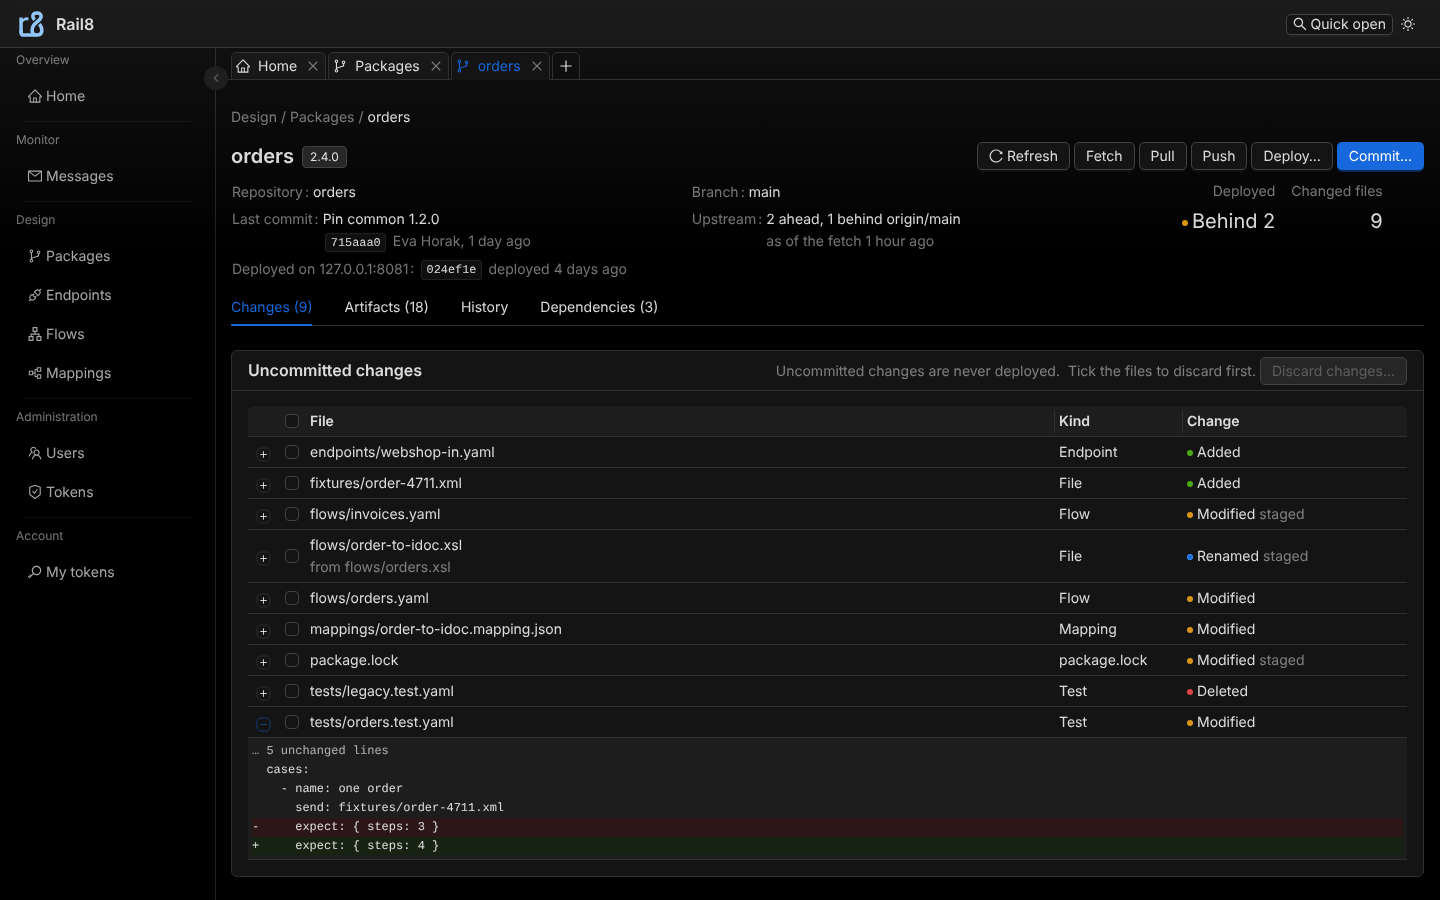 Rail8
Quick open
Overview
Home
Monitor
Messages
Design
Packages
Endpoints
Flows
Mappings
Administration
Users
Tokens
Account
My tokens
Home
Packages
orders
Design / Packages / orders
orders 2.4.0
Refresh Fetch Pull Push Deploy... Commit...
Repository: orders
Branch: main
Last commit: Pin common 1.2.0
715aaa0 Eva Horak, 1 day ago
Upstream: 2 ahead, 1 behind origin/main
as of the fetch 1 hour ago
Deployed
Behind 2
Changed files
9
Deployed on 127.0.0.1:8081: 024ef1e deployed 4 days ago
Changes (9) Artifacts (18) History Dependencies (3)
Uncommitted changes
Uncommitted changes are never deployed. Tick the files to discard first. Discard changes...
File Kind Change
+ endpoints/webshop-in.yaml Endpoint Added
+ fixtures/order-4711.xml File Added
+ flows/invoices.yaml Flow Modified staged
+ flows/order-to-idoc.xsl File Renamed staged
from flows/orders.xsl
+ flows/orders.yaml Flow Modified
+ mappings/order-to-idoc.mapping.json Mapping Modified
+ package.lock package.lock Modified staged
+ tests/legacy.test.yaml Test Deleted
tests/orders.test.yaml Test Modified
… 5 unchanged lines
cases:
- name: one order
send: fixtures/order-4711.xml
- expect: { steps: 3 }
+ expect: { steps: 4 }